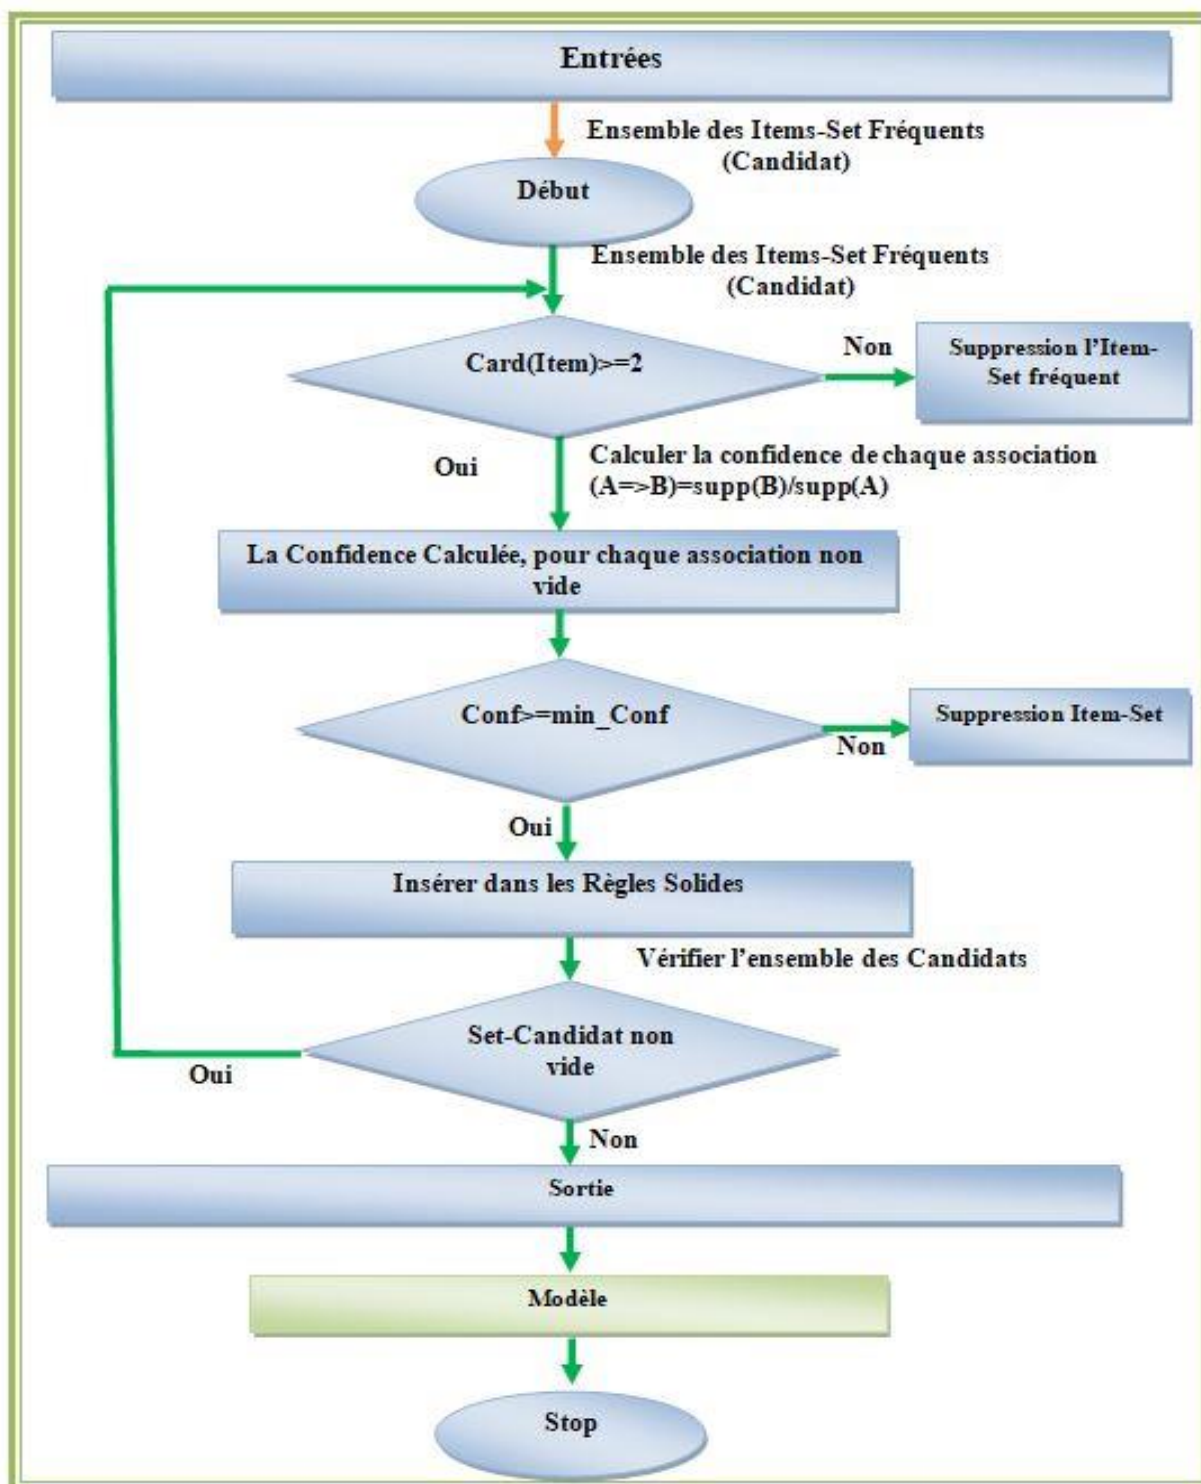 Entrées
Ensemble des Items-Set Fréquents
(Candidat)
Début
Ensemble des Items-Set Fréquents
(Candidat)
Card(Item)>=2
Non
Suppression l’Item-
Set fréquent
Oui
Calculer la confidence de chaque association
(A=>B)=supp(B)/supp(A)
La Confidence Calculée, pour chaque association non
vide
Conf>=min_Conf
Non
Suppression Item-Set
Oui
Insérer dans les Règles Solides
Vérifier l’ensemble des Candidats
Set-Candidat non
vide
Oui
Non
Sortie
Modèle
Stop